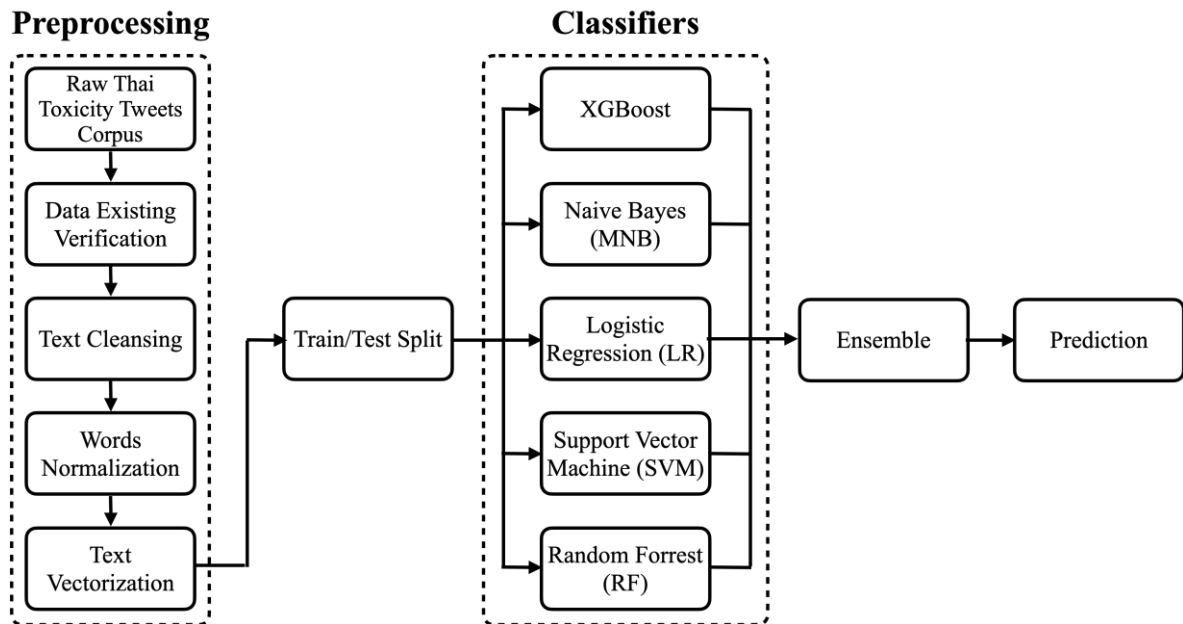 Preprocessing
Raw Thai
Toxicity Tweets
Corpus
Data Existing
Verification
Text Cleansing
Words
Normalization
Text
Vectorization
Train/Test Split
Classifiers
XGBoost
Naive Bayes
(MNB)
Logistic
Regression (LR)
Support Vector
Machine (SVM)
Random Forrest
(RF)
Ensemble
Prediction